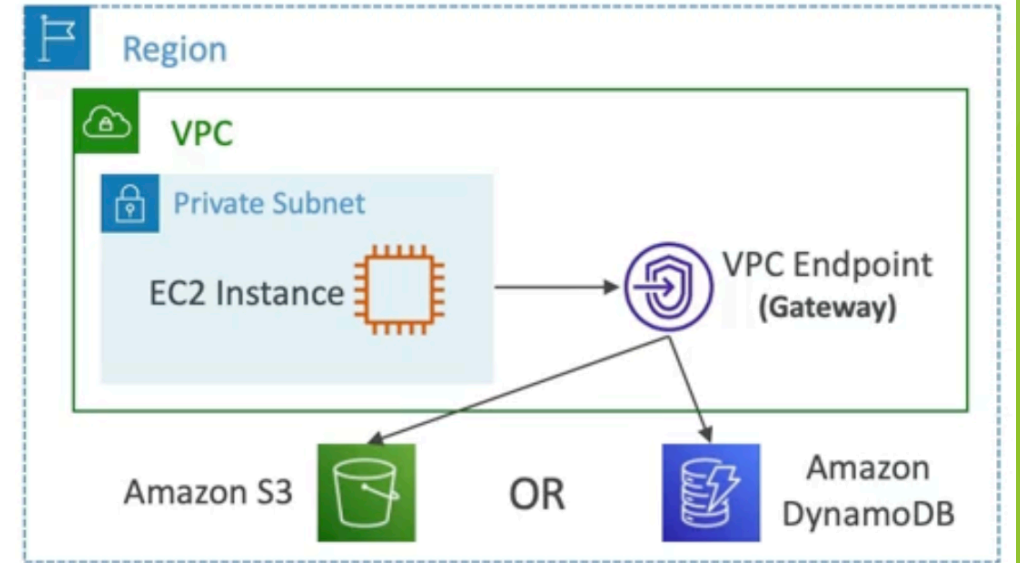 Region
VPC
Private Subnet
EC2 Instance
VPC Endpoint
(Gateway)
Amazon S3
OR
Amazon
DynamoDB